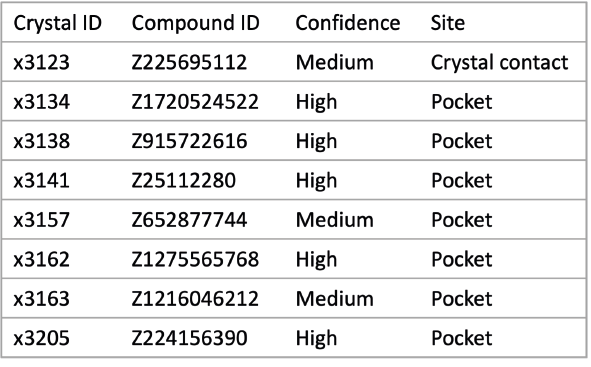 Crystal ID Compound ID Confidence Site
x3123 Z225695112 Medium Crystal contact
x3134 Z1720524522 High Pocket
x3138 Z915722616 High Pocket
x3141 Z25112280 High Pocket
x3157 Z652877744 Medium Pocket
x3162 Z1275565768 High Pocket
x3163 Z1216046212 Medium Pocket
x3205 Z224156390 High Pocket